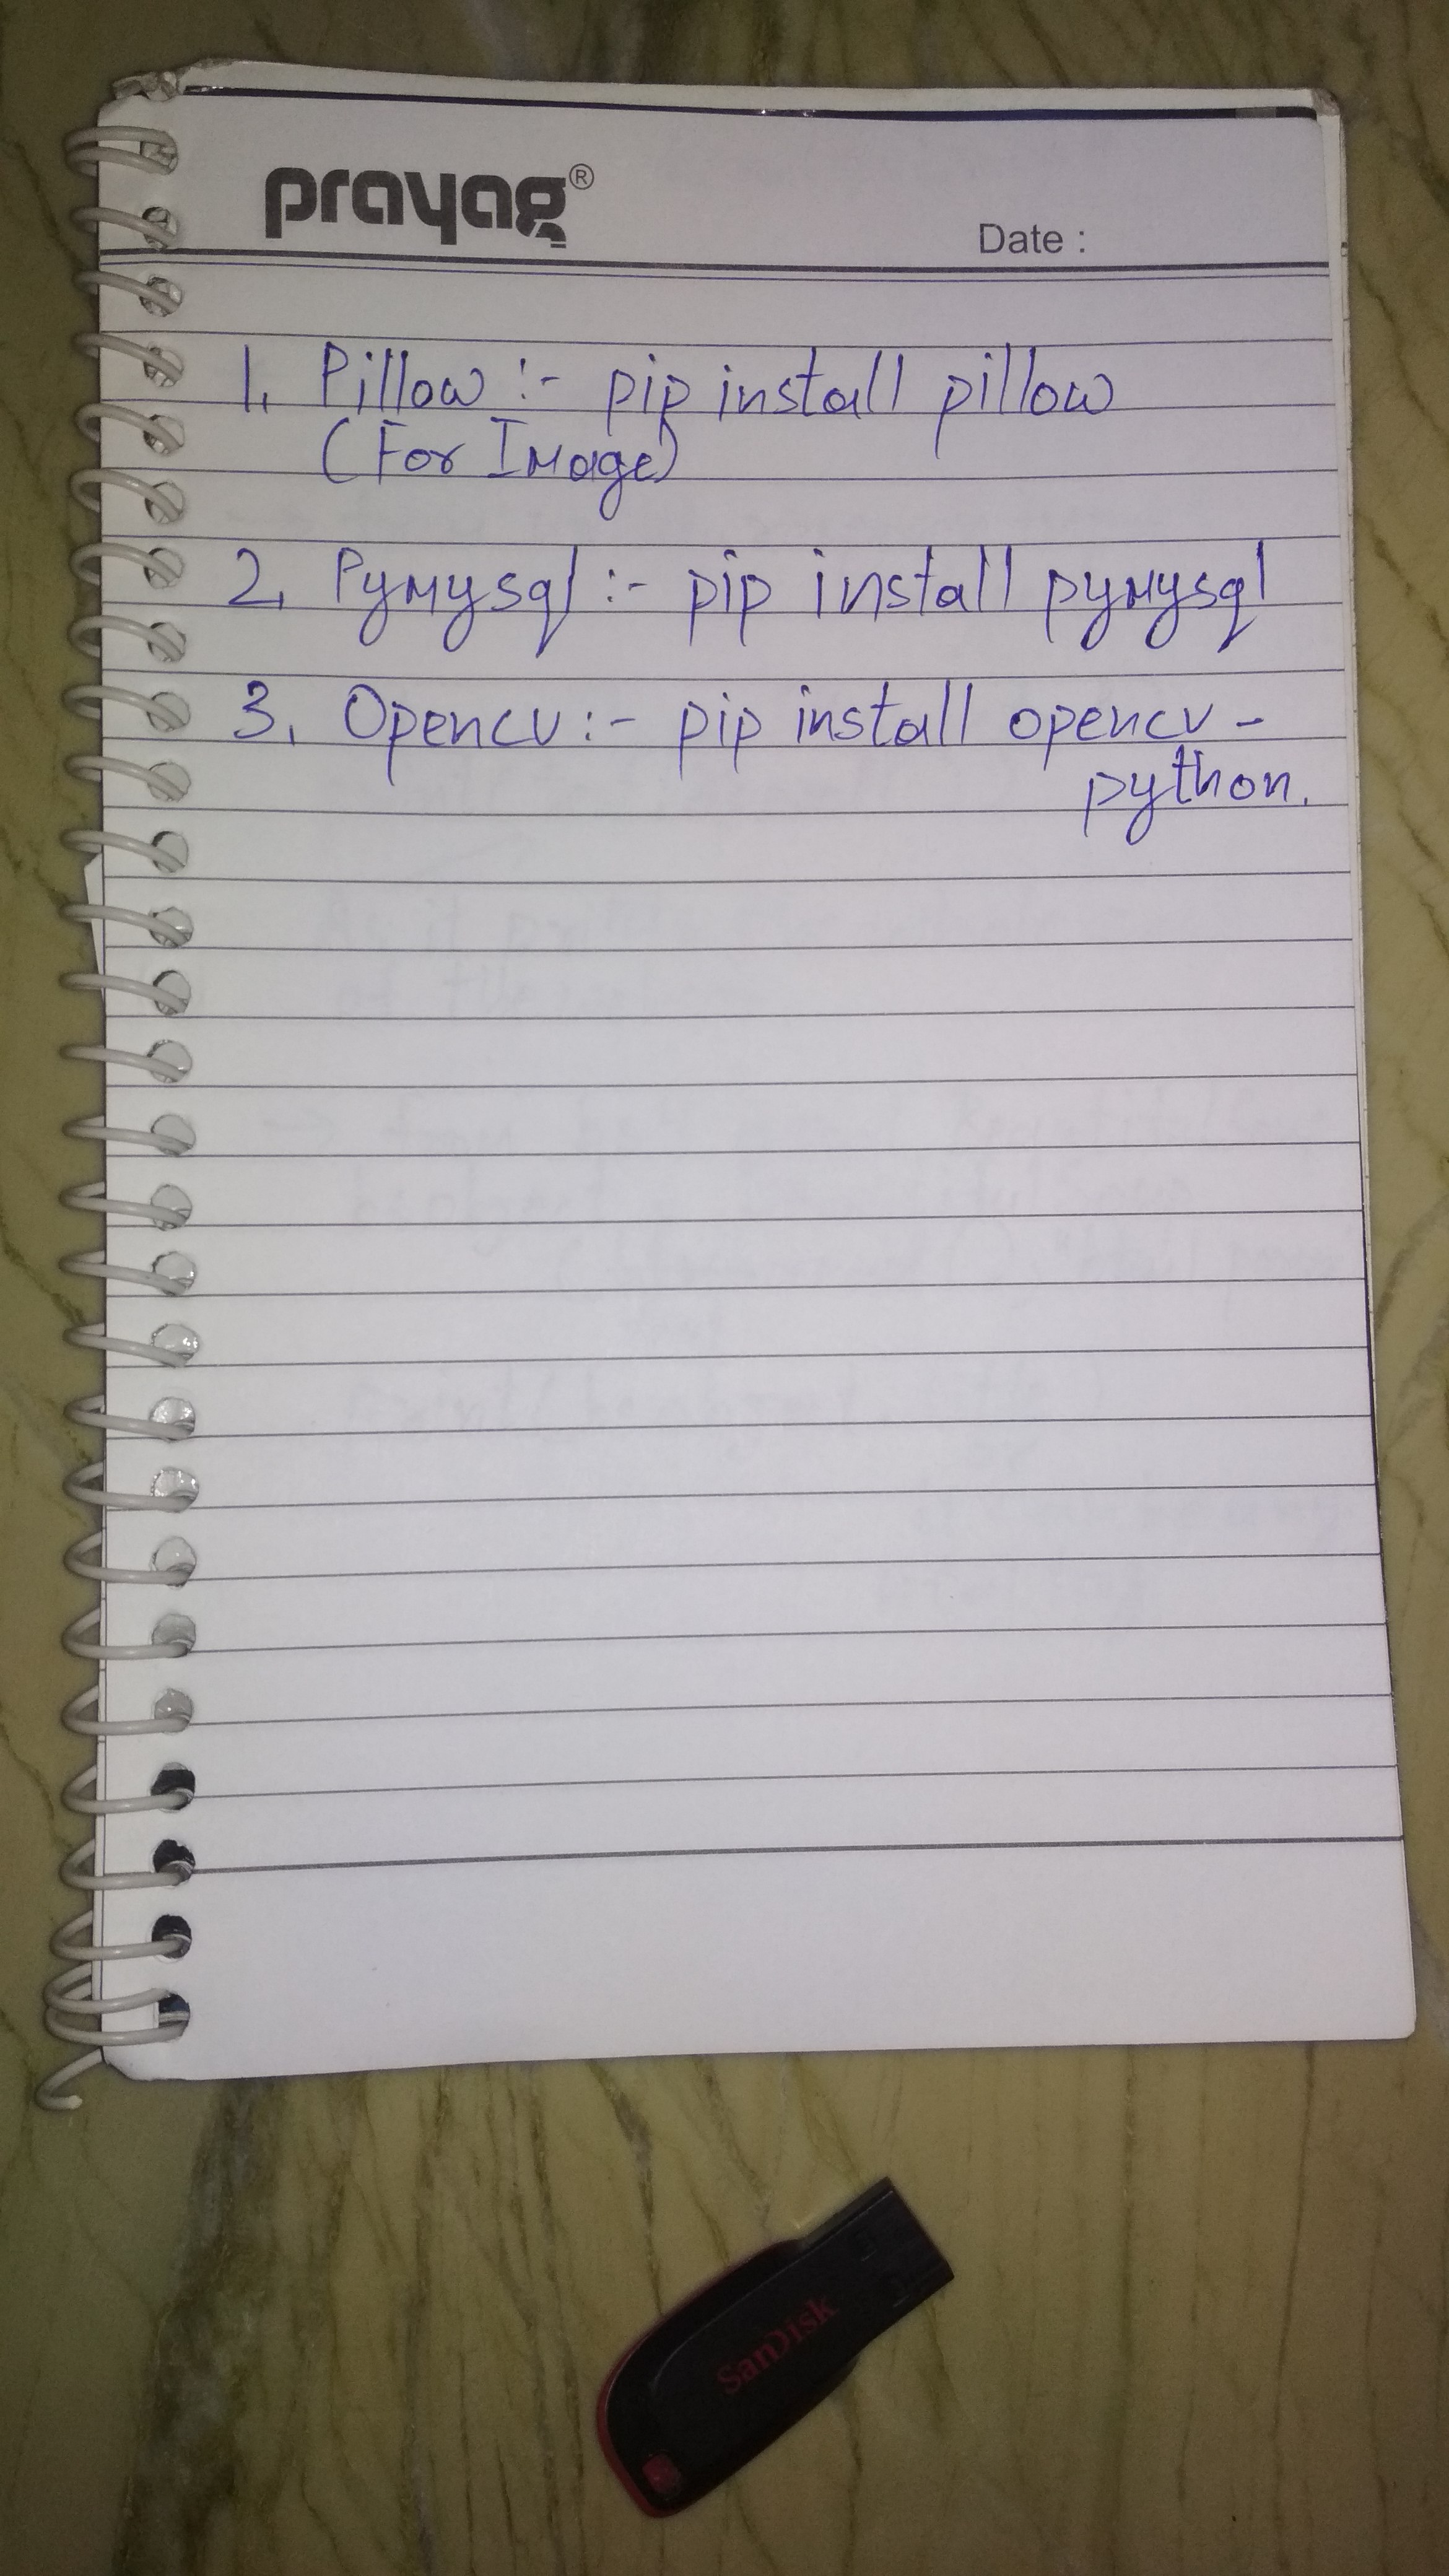 prayag®
Date :
1. Pillow :- pip install pillow
(For Image)
2. Pymysql :- pip install pymysql
3. Opencv :- pip install opencv -
python.
SanDisk